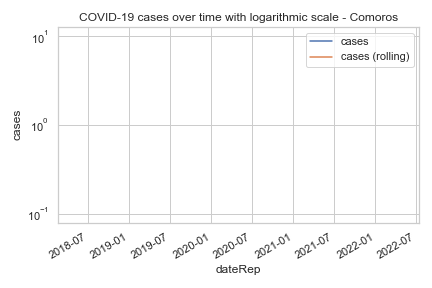 COVID-19 cases over time with logarithmic scale - Comoros
cases
cases (rolling)
10¹
10⁰
10⁻¹
cases
2018-07
2019-01
2019-07
2020-01
2020-07
2021-01
2021-07
2022-01
2022-07
dateRep